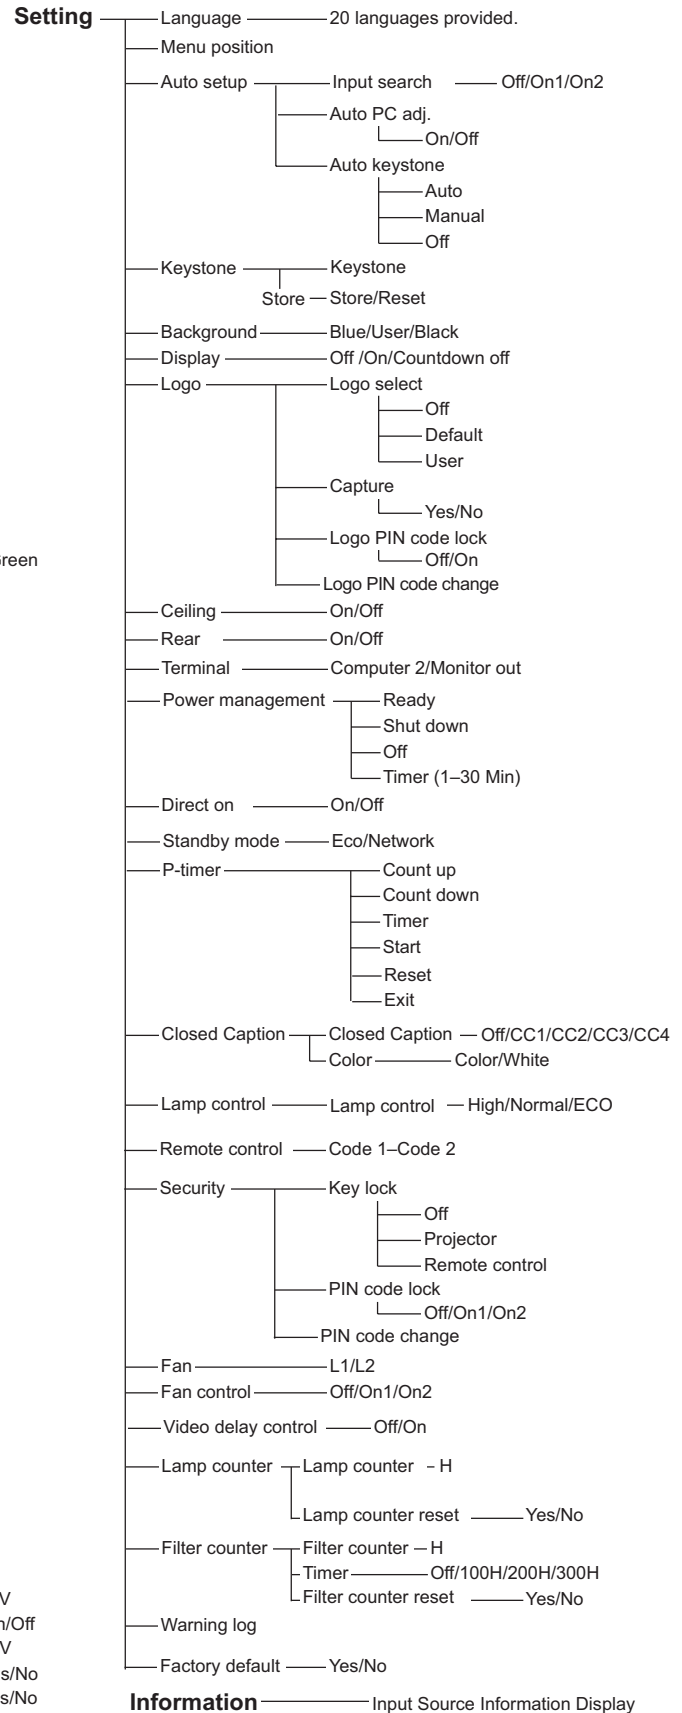 Setting Language 20 languages provided.
Menu position
Auto setup Input search Off/On1/On2
Auto PC adj.
On/Off
Auto keystone
Auto
Manual
Off
Keystone Keystone
Store Store/Reset
Background Blue/User/Black
Display Off /On/Countdown off
Logo Logo select
Off
Default
User
Capture
Yes/No
Logo PIN code lock
Off/On
Logo PIN code change
Ceiling On/Off
Rear On/Off
Terminal Computer 2/Monitor out
Power management Ready
Shut down
Off
Timer (1–30 Min)
Direct on On/Off
Standby mode Eco/Network
P-timer Count up
Count down
Timer
Start
Reset
Exit
Closed Caption Closed Caption Off/CC1/CC2/CC3/CC4
Color Color/White
Lamp control Lamp control High/Normal/ECO
Remote control Code 1–Code 2
Security Key lock
Off
Projector
Remote control
PIN code lock
Off/On1/On2
PIN code change
Fan L1/L2
Fan control Off/On1/On2
Video delay control Off/On
Lamp counter Lamp counter H
Lamp counter reset Yes/No
Filter counter Filter counter H
Timer Off/100H/200H/300H
Filter counter reset Yes/No
Warning log
Factory default Yes/No
Information Input Source Information Display